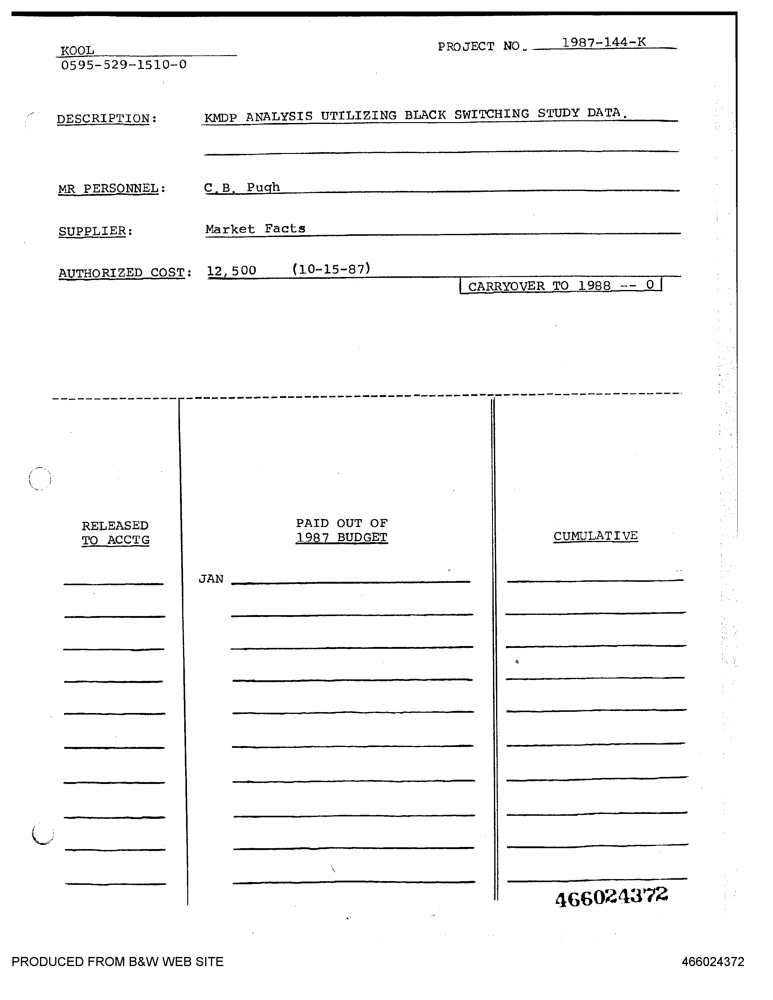 KOOL
0595-529-1510-0
PROJECT NO. 1987-144-K
DESCRIPTION: KMDP ANALYSIS UTILIZING BLACK SWITCHING STUDY DATA.
MR PERSONNEL: C.B. Pugh
SUPPLIER: Market Facts
AUTHORIZED COST: 12,500 (10-15-87)
CARRYOVER TO 1988 -- 0
RELEASED
TO ACCTG
PAID OUT OF
1987 BUDGET
CUMULATIVE
JAN
466024372
PRODUCED FROM B&W WEB SITE
466024372